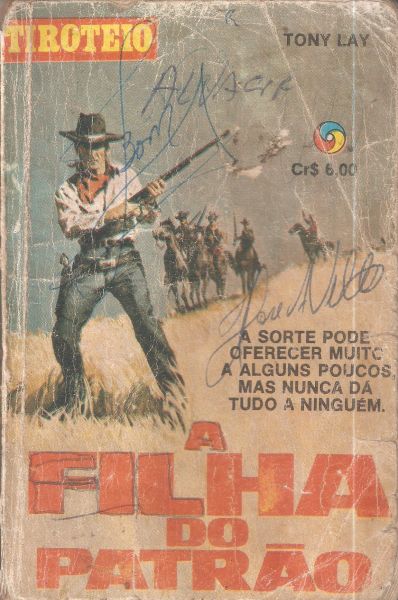 TIROTEIO
TONY LAY
Cr$ 6,00
A SORTE PODE
OFERECER MUITO
A ALGUNS POUCOS,
MAS NUNCA DÁ
TUDO A NINGUÉM.
A
FILHA
DO
PATRÃO